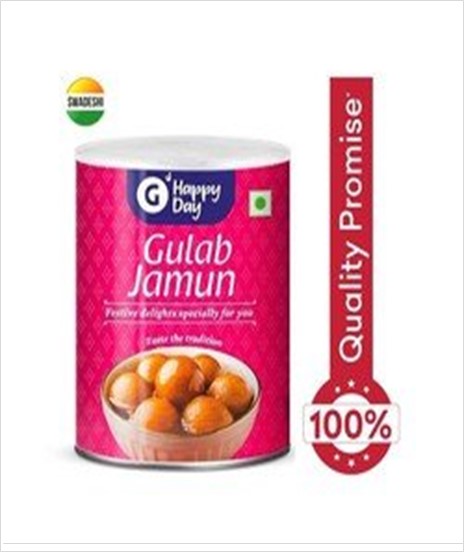 SWADESHI
G Happy
Day
Gulab
Jamun
Festive delights specially for you
Taste the tradition
Quality Promise*
100%